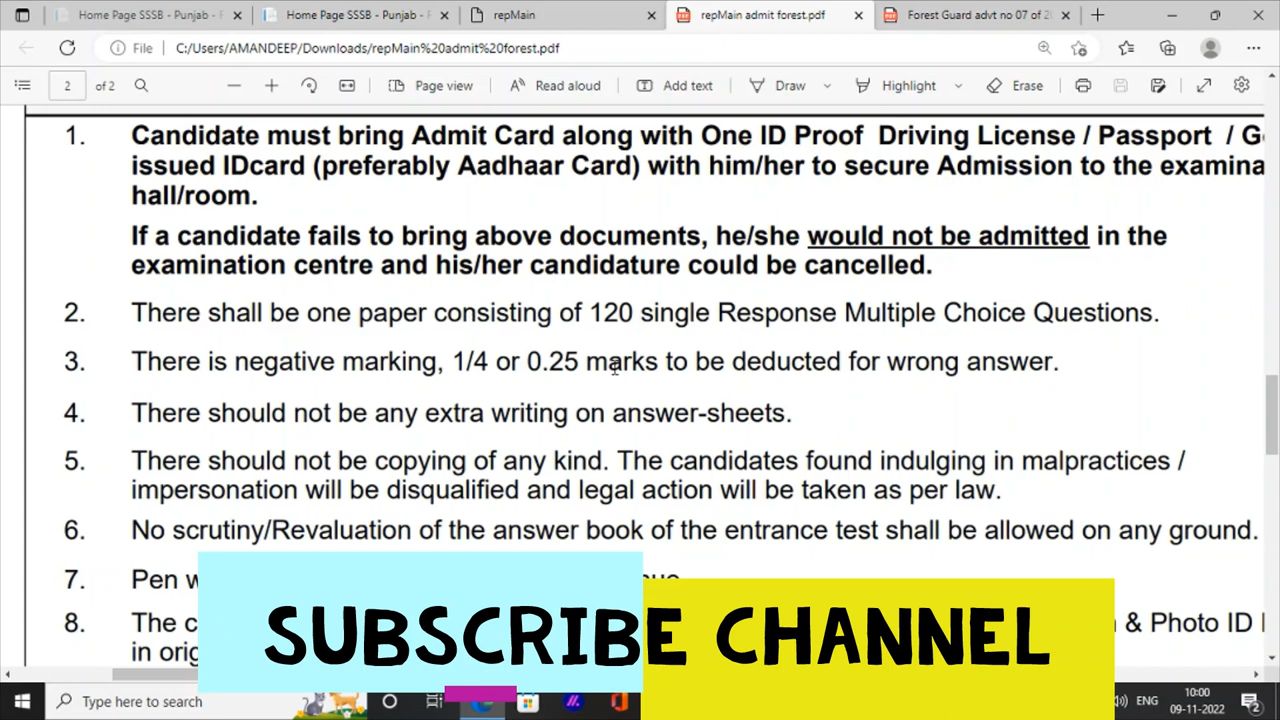 Home Page SSSB - Punjab - F
Home Page SSSB - Punjab - F
repMain
repMain admit forest.pdf
Forest Guard advt no 07 of 20
File C:/Users/AMANDEEP/Downloads/repMain%20admit%20forest.pdf
2 of 2 Page view Read aloud Add text Draw Highlight Erase
1. Candidate must bring Admit Card along with One ID Proof Driving License / Passport / G
issued IDcard (preferably Aadhaar Card) with him/her to secure Admission to the examina
hall/room.
If a candidate fails to bring above documents, he/she would not be admitted in the
examination centre and his/her candidature could be cancelled.
2. There shall be one paper consisting of 120 single Response Multiple Choice Questions.
3. There is negative marking, 1/4 or 0.25 marks to be deducted for wrong answer.
4. There should not be any extra writing on answer-sheets.
5. There should not be copying of any kind. The candidates found indulging in malpractices /
impersonation will be disqualified and legal action will be taken as per law.
6. No scrutiny/Revaluation of the answer book of the entrance test shall be allowed on any ground.
7. Pen w
8. The c & Photo ID
in orig
SUBSCRIBE CHANNEL
Type here to search
ENG
10:00
09-11-2022
2